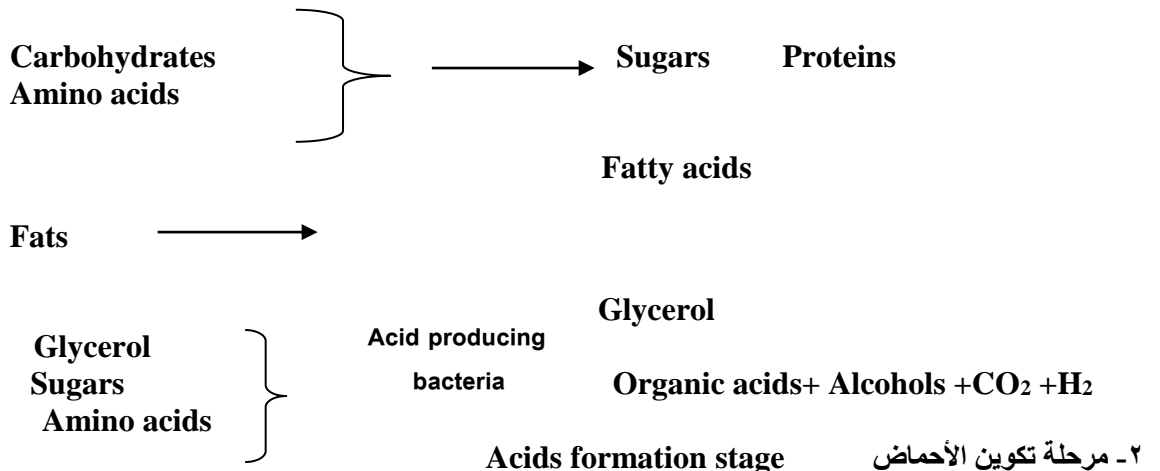 Carbohydrates Sugars Proteins
Amino acids
Fatty acids
Fats
Glycerol
Glycerol
Sugars
Amino acids
Acid producing
bacteria
Organic acids+ Alcohols +CO₂ +H₂
Acids formation stage ٢- مرحلة تكوين الأحماض